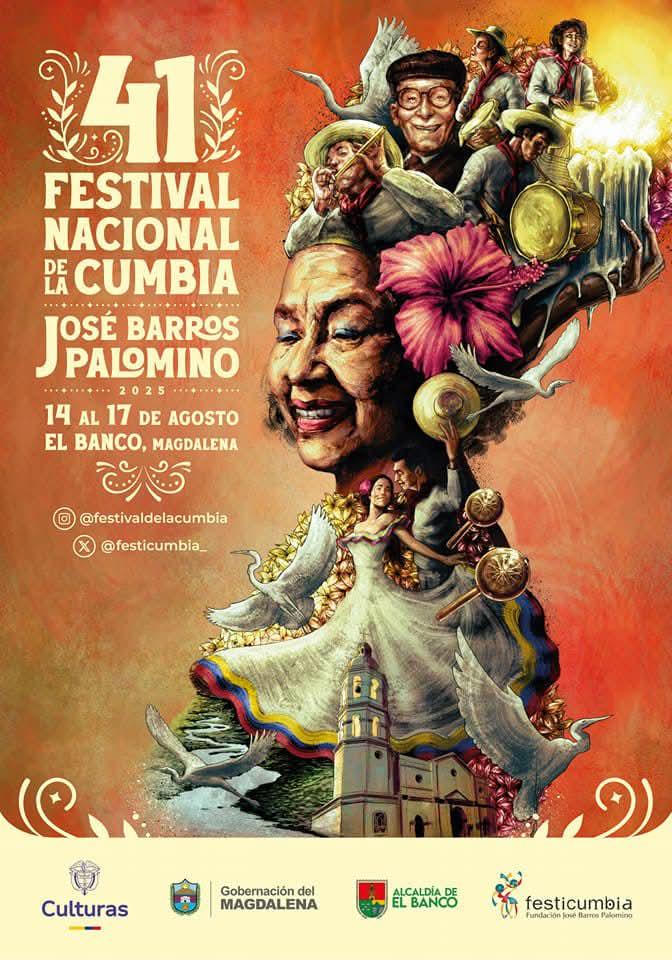 41
FESTIVAL
NACIONAL
DE LA CUMBIA
JOSÉ BARROS
PALOMINO
2025
14 AL 17 DE AGOSTO
EL BANCO, MAGDALENA
@festivaldelacumbia
@festicumbia_
Culturas
Gobernación del
MAGDALENA
ALCALDÍA DE
EL BANCO
festicumbia
Fundación José Barros Palomino